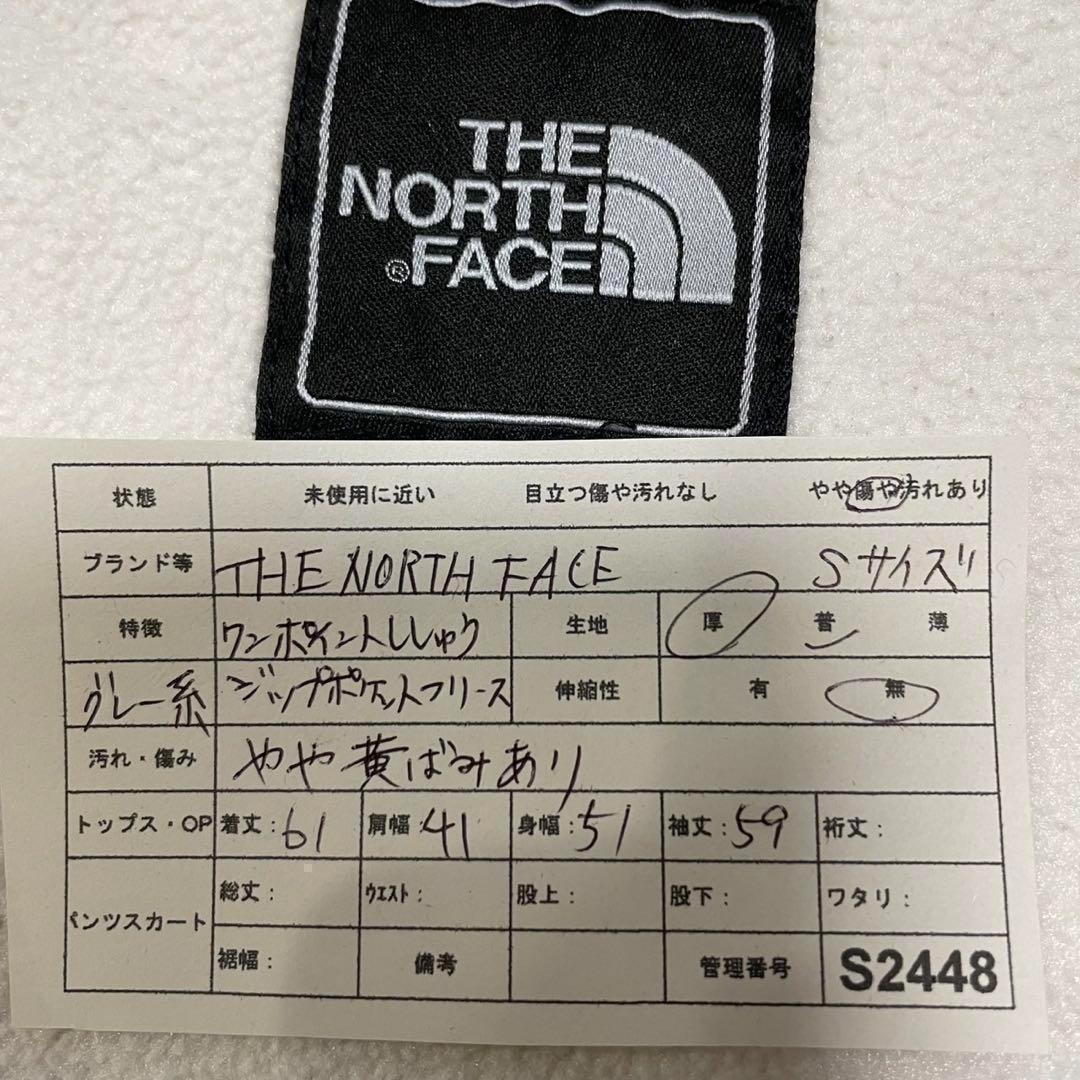 THE
NORTH
FACE
®
状態 未使用に近い 目立つ傷や汚れなし やや傷や汚れあり
ブランド等 THE NORTH FACE Sサイズ
特徴 ワンポイントししゅう 生地 厚 普 薄
グレー系 ジップポケットフリース 伸縮性 有 無
汚れ・傷み やや黄ばみあり
トップス・OP 着丈:61 肩幅:41 身幅:51 袖丈:59 裄丈:
パンツスカート 総丈: ウエスト: 股上: 股下: ワタリ:
裾幅: 備考 管理番号 S2448